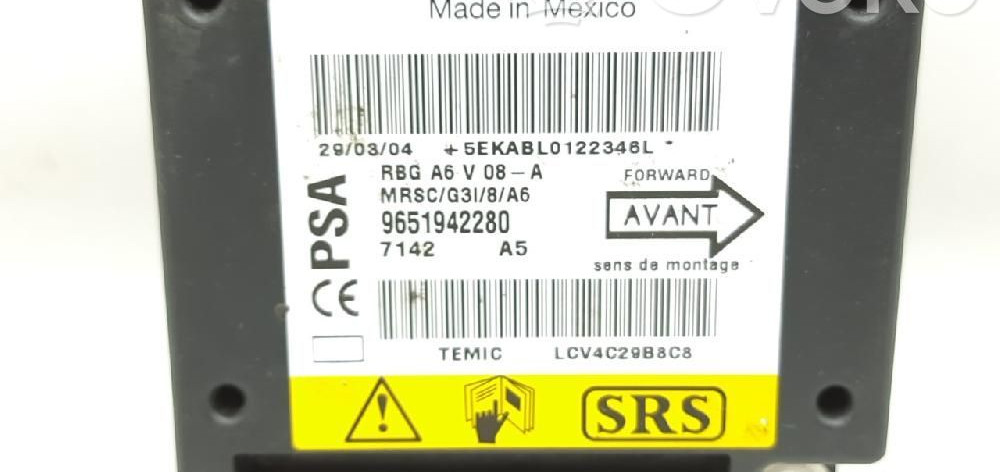 Made in Mexico
29/03/04 +5EKABL0122346L*
RBG A6 V 08-A
MRSC/G3I/8/A6
9651942280
7142 A5
PSA
CE
FORWARD
AVANT
sens de montage
TEMIC LCV4C29B8C8
SRS